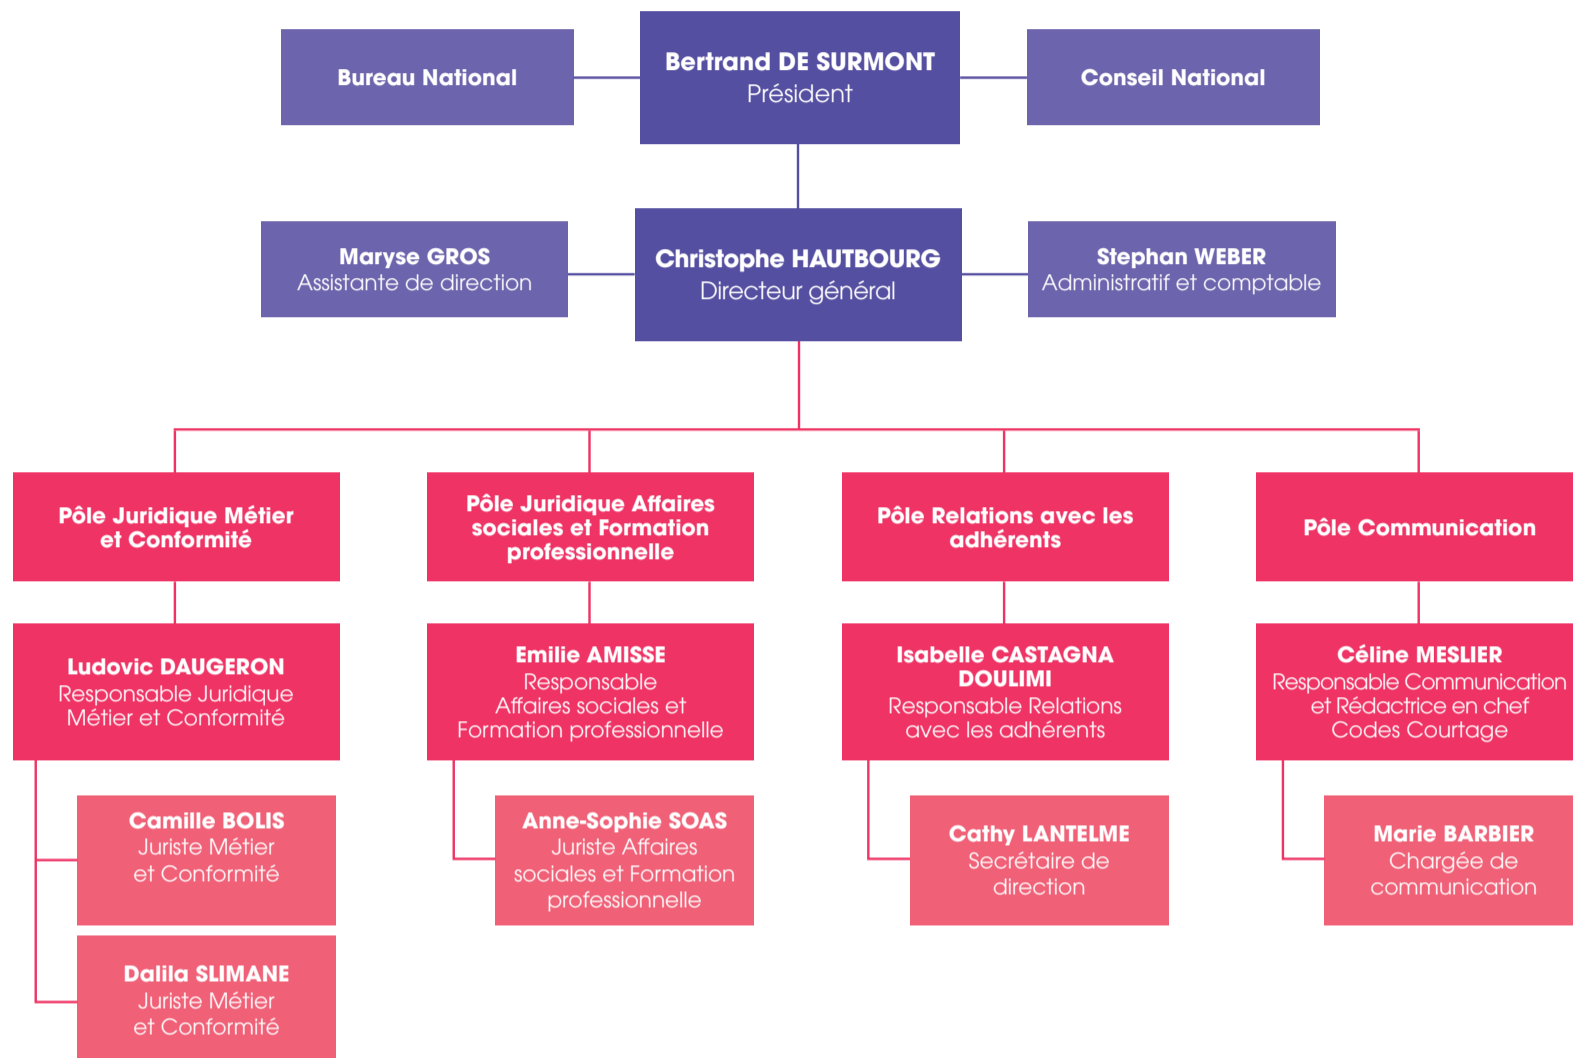 Bureau National
Bertrand DE SURMONT
Président
Conseil National
Maryse GROS
Assistante de direction
Christophe HAUTBOURG
Directeur général
Stephan WEBER
Administratif et comptable
Pôle Juridique Métier
et Conformité
Pôle Juridique Affaires
sociales et Formation
professionnelle
Pôle Relations avec les
adhérents
Pôle Communication
Ludovic DAUGERON
Responsable Juridique
Métier et Conformité
Emilie AMISSE
Responsable
Affaires sociales et
Formation professionnelle
Isabelle CASTAGNA
DOULIMI
Responsable Relations
avec les adhérents
Céline MESLIER
Responsable Communication
et Rédactrice en chef
Codes Courtage
Camille BOLIS
Juriste Métier
et Conformité
Anne-Sophie SOAS
Juriste Affaires
sociales et Formation
professionnelle
Cathy LANTELME
Secrétaire de
direction
Marie BARBIER
Chargée de
communication
Dalila SLIMANE
Juriste Métier
et Conformité